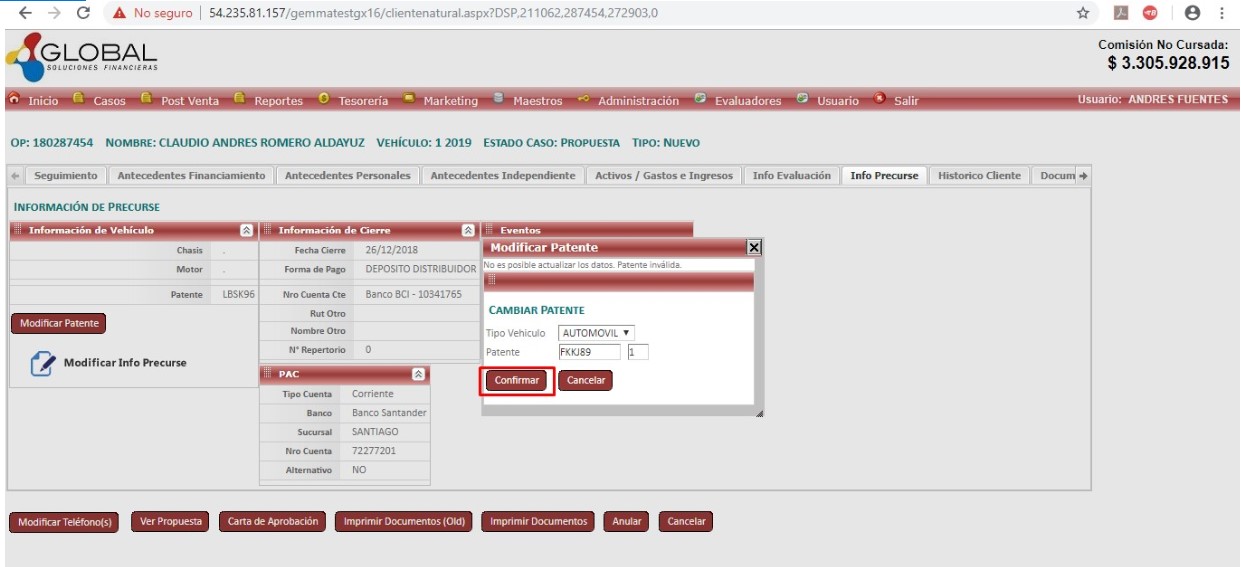 No seguro | 54.235.81.157/gemmatestgx16/clientenatural.aspx?DSP,211062,287454,272903,0
GLOBAL
SOLUCIONES FINANCIERAS
Comisión No Cursada:
$ 3.305.928.915
Inicio Casos Post Venta Reportes Tesorería Marketing Maestros Administración Evaluadores Usuario Salir Usuario: ANDRES FUENTES
OP: 180287454 NOMBRE: CLAUDIO ANDRES ROMERO ALDAYUZ VEHÍCULO: 1 2019 ESTADO CASO: PROPUESTA TIPO: NUEVO
Seguimiento Antecedentes Financiamiento Antecedentes Personales Antecedentes Independiente Activos / Gastos e Ingresos Info Evaluación Info Precurse Historico Cliente Docum
INFORMACIÓN DE PRECURSE
Información de Vehículo
Chasis .
Motor .
Patente LBSK96
Modificar Patente
Modificar Info Precurse
Información de Cierre
Fecha Cierre 26/12/2018
Forma de Pago DEPOSITO DISTRIBUIDOR
Nro Cuenta Cte Banco BCI - 10341765
Rut Otro
Nombre Otro
N° Repertorio 0
PAC
Tipo Cuenta Corriente
Banco Banco Santander
Sucursal SANTIAGO
Nro Cuenta 72277201
Alternativo NO
Eventos
Modificar Patente X
No es posible actualizar los datos. Patente inválida.
CAMBIAR PATENTE
Tipo Vehiculo AUTOMOVIL
Patente FKKJ89 1
Confirmar Cancelar
Modificar Teléfono(s) Ver Propuesta Carta de Aprobación Imprimir Documentos (Old) Imprimir Documentos Anular Cancelar